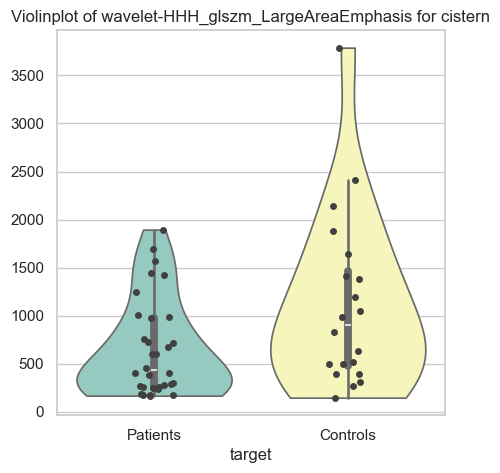 Violinplot of wavelet-HHH_glszm_LargeAreaEmphasis for cistern
3500
3000
2500
2000
1500
1000
500
0
Patients Controls
target